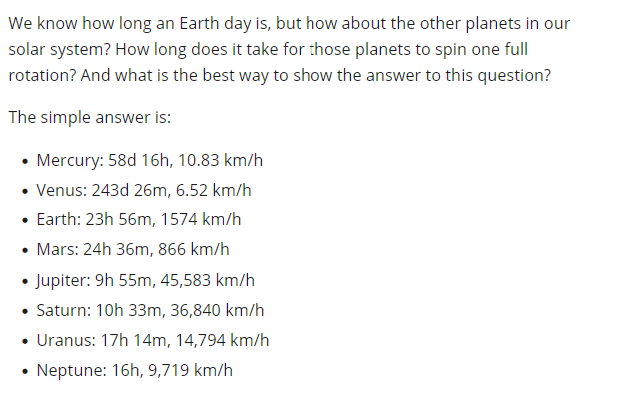 We know how long an Earth day is, but how about the other planets in our
solar system? How long does it take for those planets to spin one full
rotation? And what is the best way to show the answer to this question?
The simple answer is:
• Mercury: 58d 16h, 10.83 km/h
• Venus: 243d 26m, 6.52 km/h
• Earth: 23h 56m, 1574 km/h
• Mars: 24h 36m, 866 km/h
• Jupiter: 9h 55m, 45,583 km/h
• Saturn: 10h 33m, 36,840 km/h
• Uranus: 17h 14m, 14,794 km/h
• Neptune: 16h, 9,719 km/h